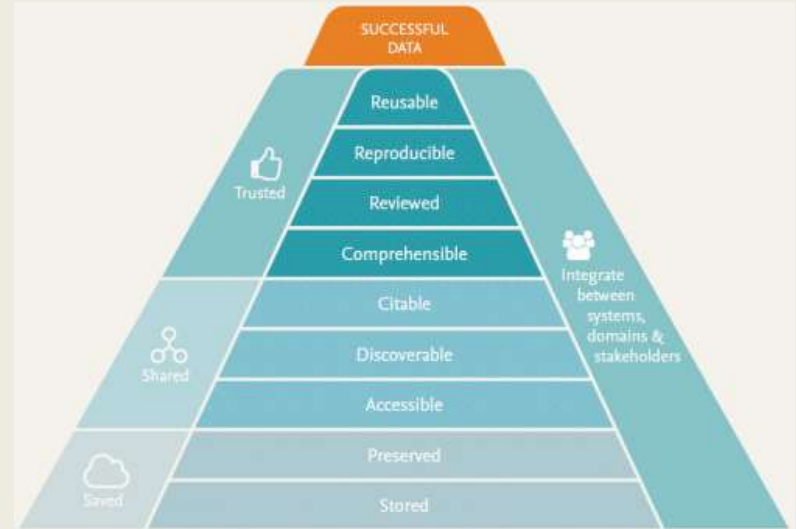 SUCCESSFUL
DATA
Reusable
Reproducible
Trusted
Reviewed
Comprehensible
Integrate
between
systems,
domains &
stakeholders
Citable
Discoverable
Shared
Accessible
Preserved
Saved
Stored